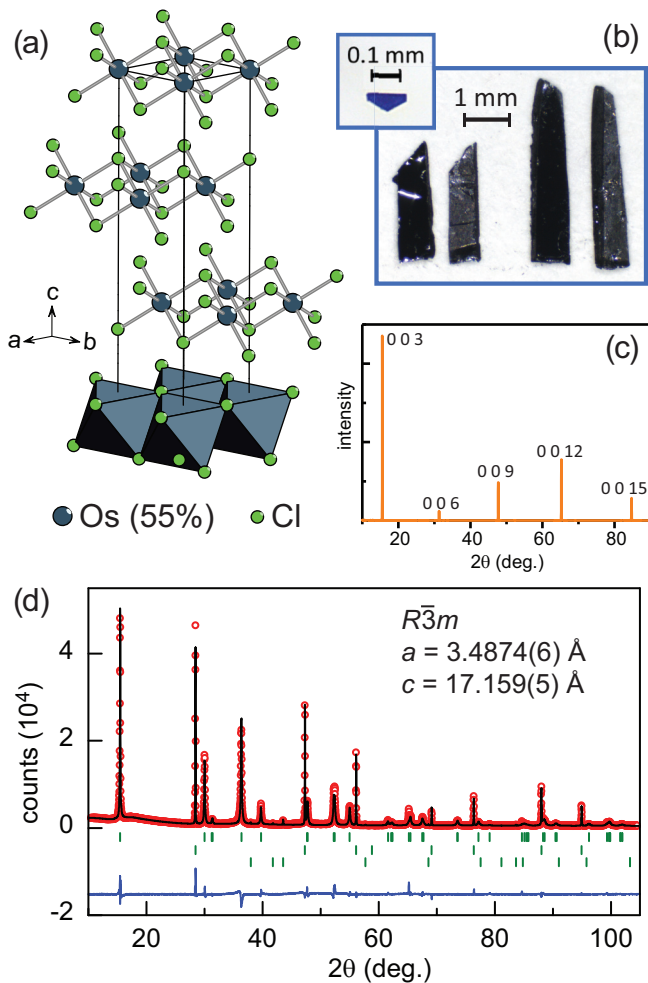 (a)
c
a
b
Os (55%)
Cl
(b)
0.1 mm
1 mm
(c)
intensity
0 0 3
0 0 6
0 0 9
0 0 12
0 0 15
20 40 60 80
2θ (deg.)
(d)
R3̅m
a = 3.4874(6) Å
c = 17.159(5) Å
counts (10⁴)
4
2
0
-2
20 40 60 80 100
2θ (deg.)